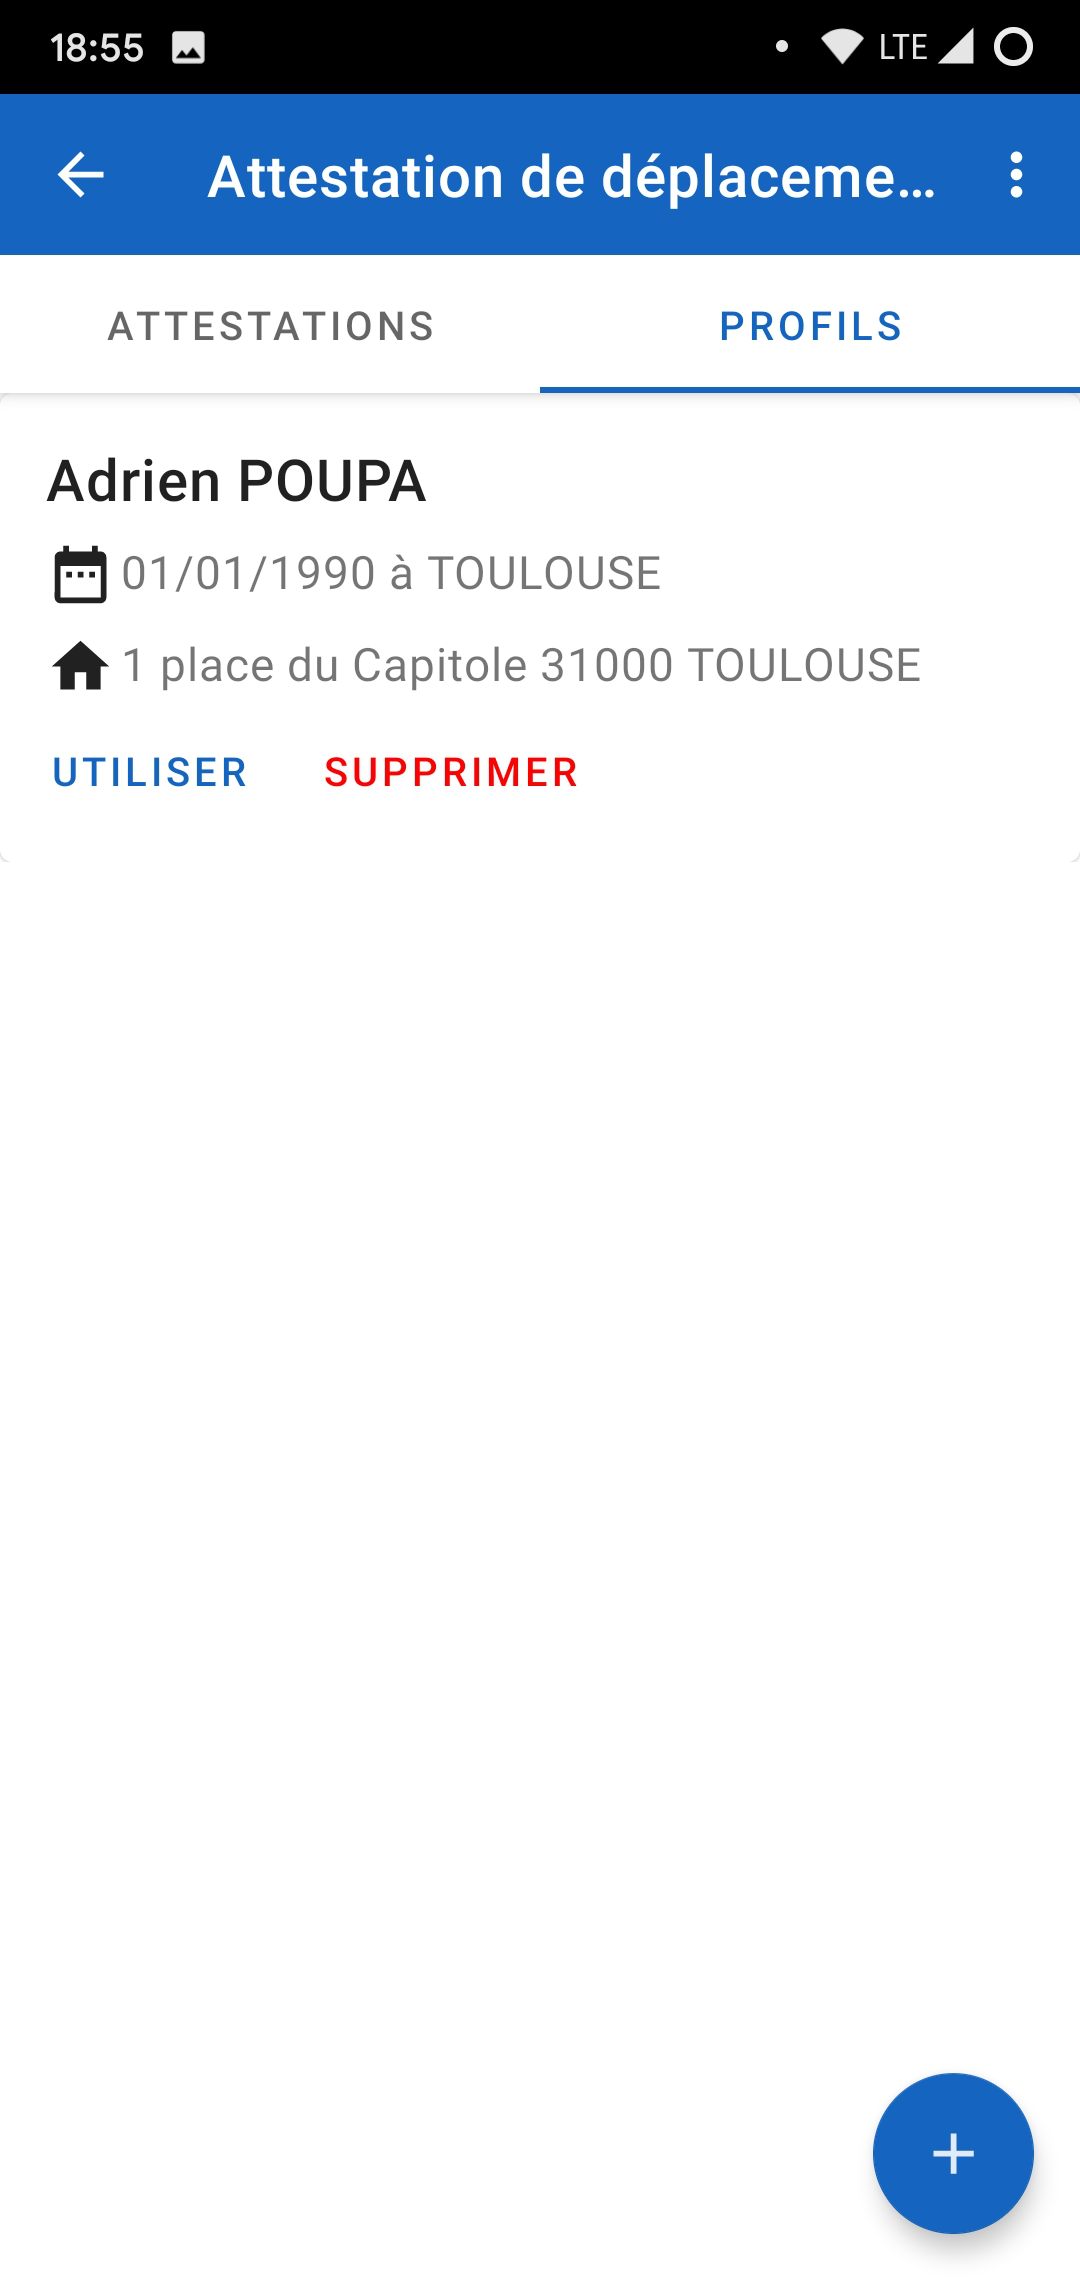 18:55
LTE
Attestation de déplaceme...
ATTESTATIONS
PROFILS
Adrien POUPA
01/01/1990 à TOULOUSE
1 place du Capitole 31000 TOULOUSE
UTILISER
SUPPRIMER